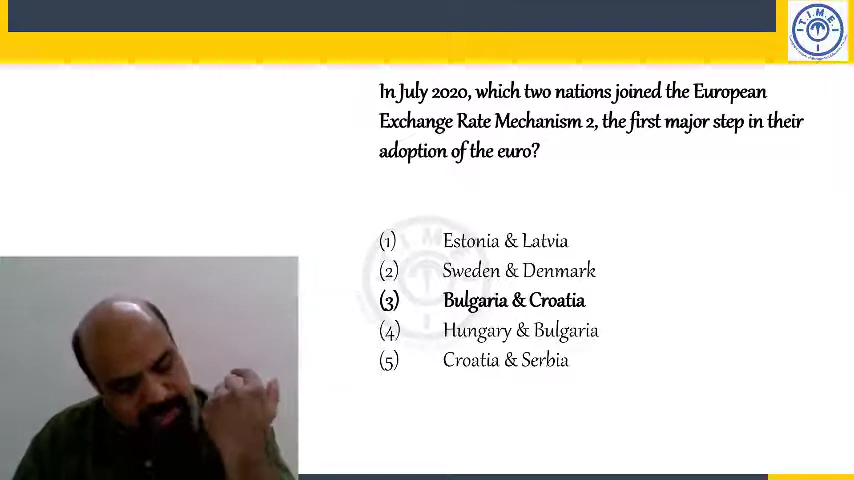 I.T.I.M.E.I
In July 2020, which two nations joined the European
Exchange Rate Mechanism 2, the first major step in their
adoption of the euro?
(1) Estonia & Latvia
(2) Sweden & Denmark
(3) Bulgaria & Croatia
(4) Hungary & Bulgaria
(5) Croatia & Serbia